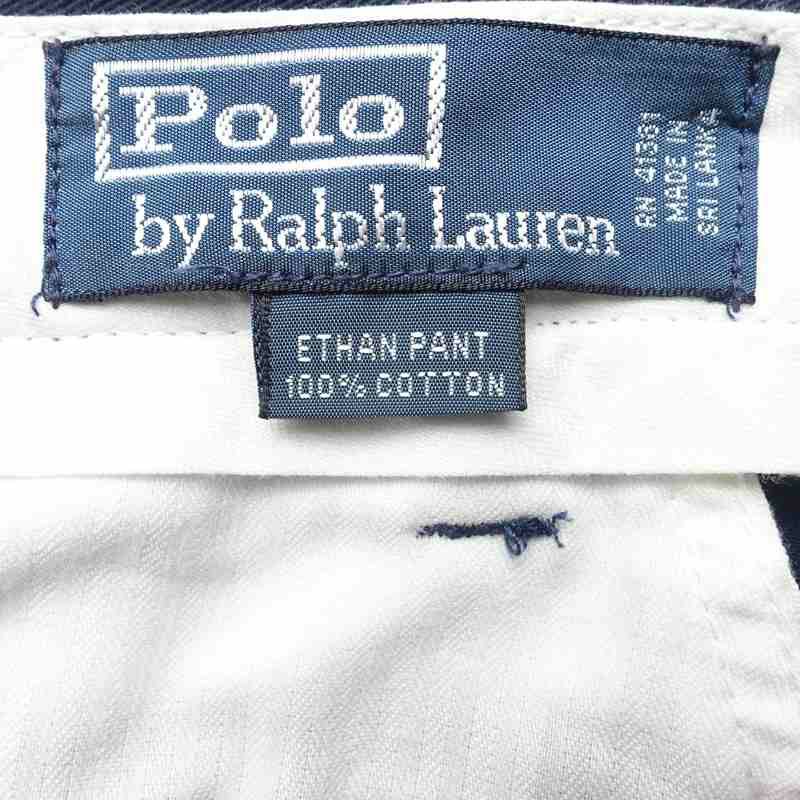 Polo
by Ralph Lauren
RN 41381
MADE IN
SRI LANKA
ETHAN PANT
100% COTTON